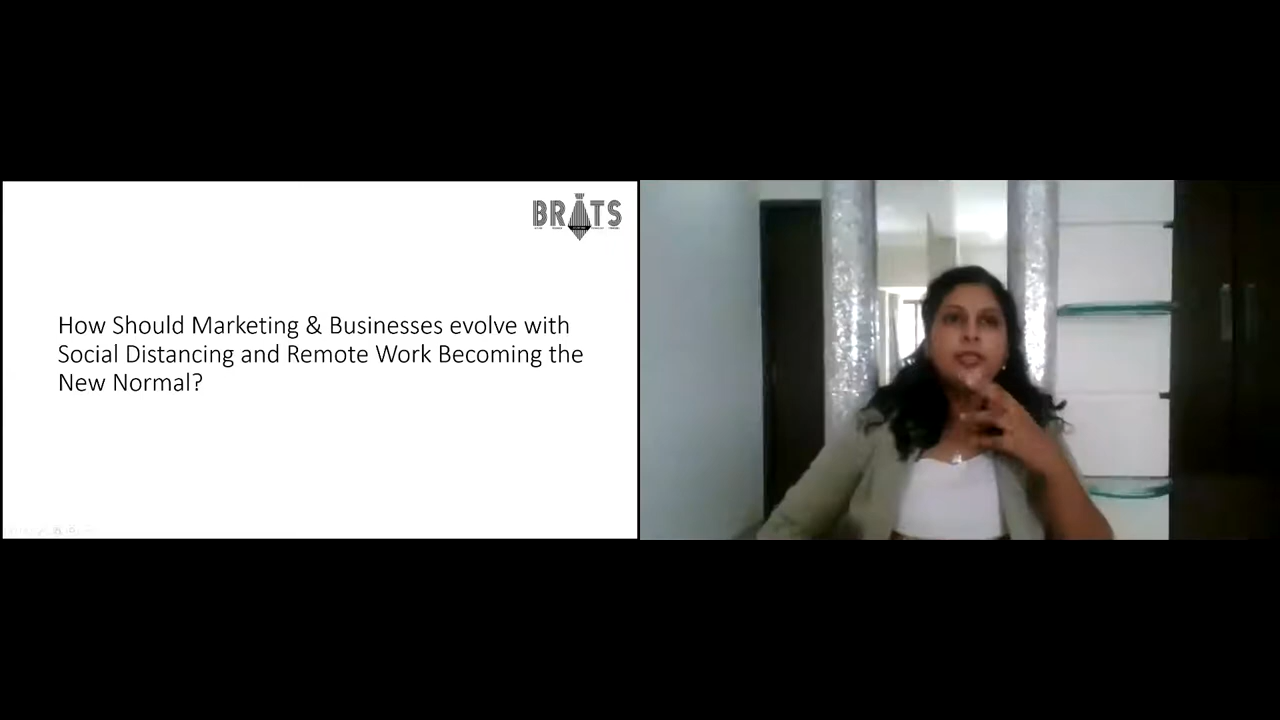 BRATS
How Should Marketing & Businesses evolve with
Social Distancing and Remote Work Becoming the
New Normal?